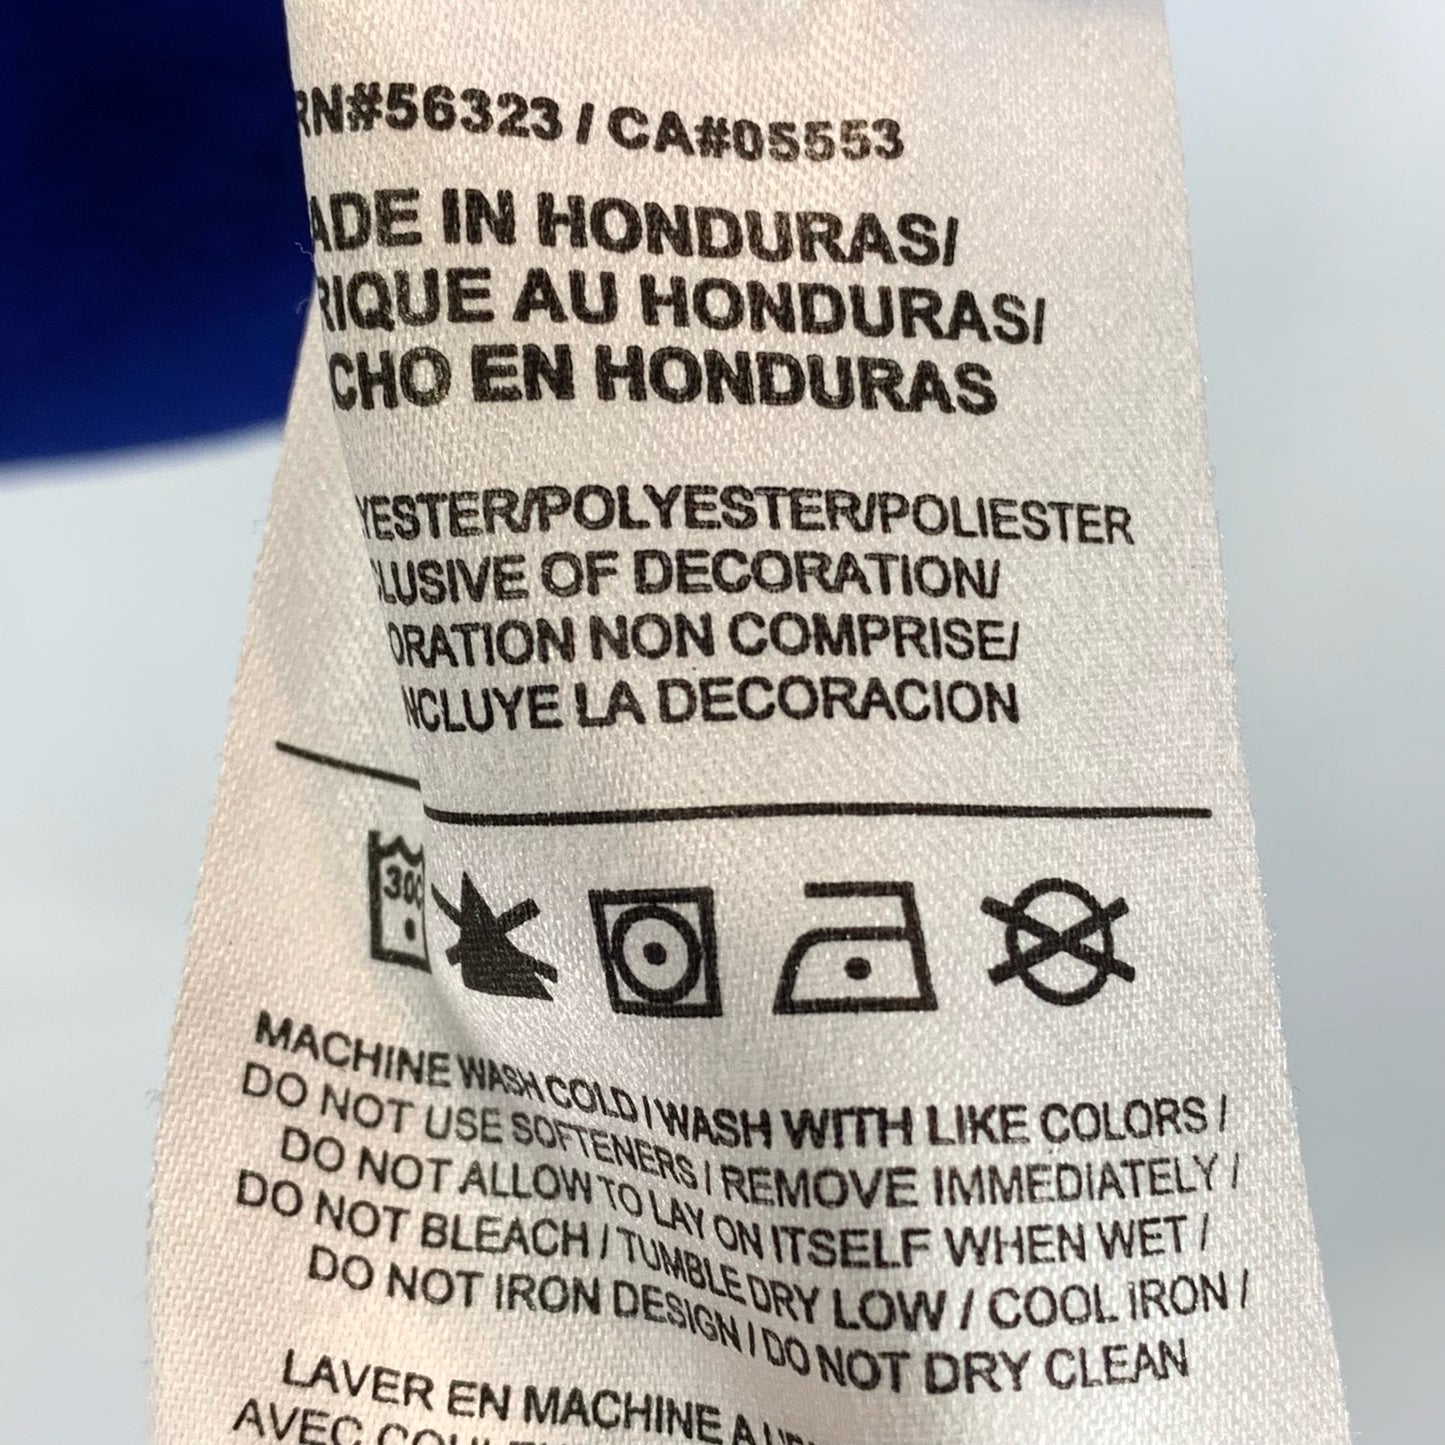 RN#56323 / CA#05553
ADE IN HONDURAS/
RIQUE AU HONDURAS/
CHO EN HONDURAS
YESTER/POLYESTER/POLIESTER
LUSIVE OF DECORATION/
ORATION NON COMPRISE/
NCLUYE LA DECORACION
30C
MACHINE WASH COLD / WASH WITH LIKE COLORS /
DO NOT USE SOFTENERS / REMOVE IMMEDIATELY /
DO NOT ALLOW TO LAY ON ITSELF WHEN WET /
DO NOT BLEACH / TUMBLE DRY LOW / COOL IRON /
DO NOT IRON DESIGN / DO NOT DRY CLEAN
LAVER EN MACHINE A
AVEC